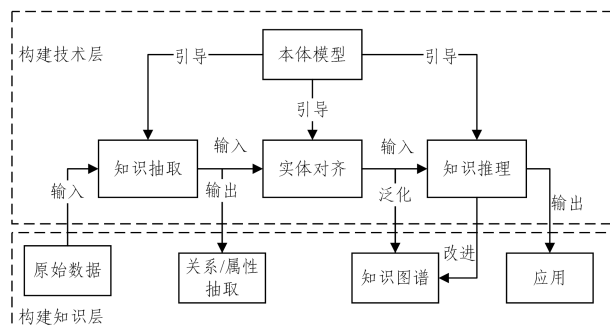 构建技术层
本体模型
引导
引导
引导
知识抽取
输入
输出
实体对齐
输入
泛化
知识推理
输入
输出
原始数据
关系/属性
抽取
知识图谱
改进
应用
构建知识层